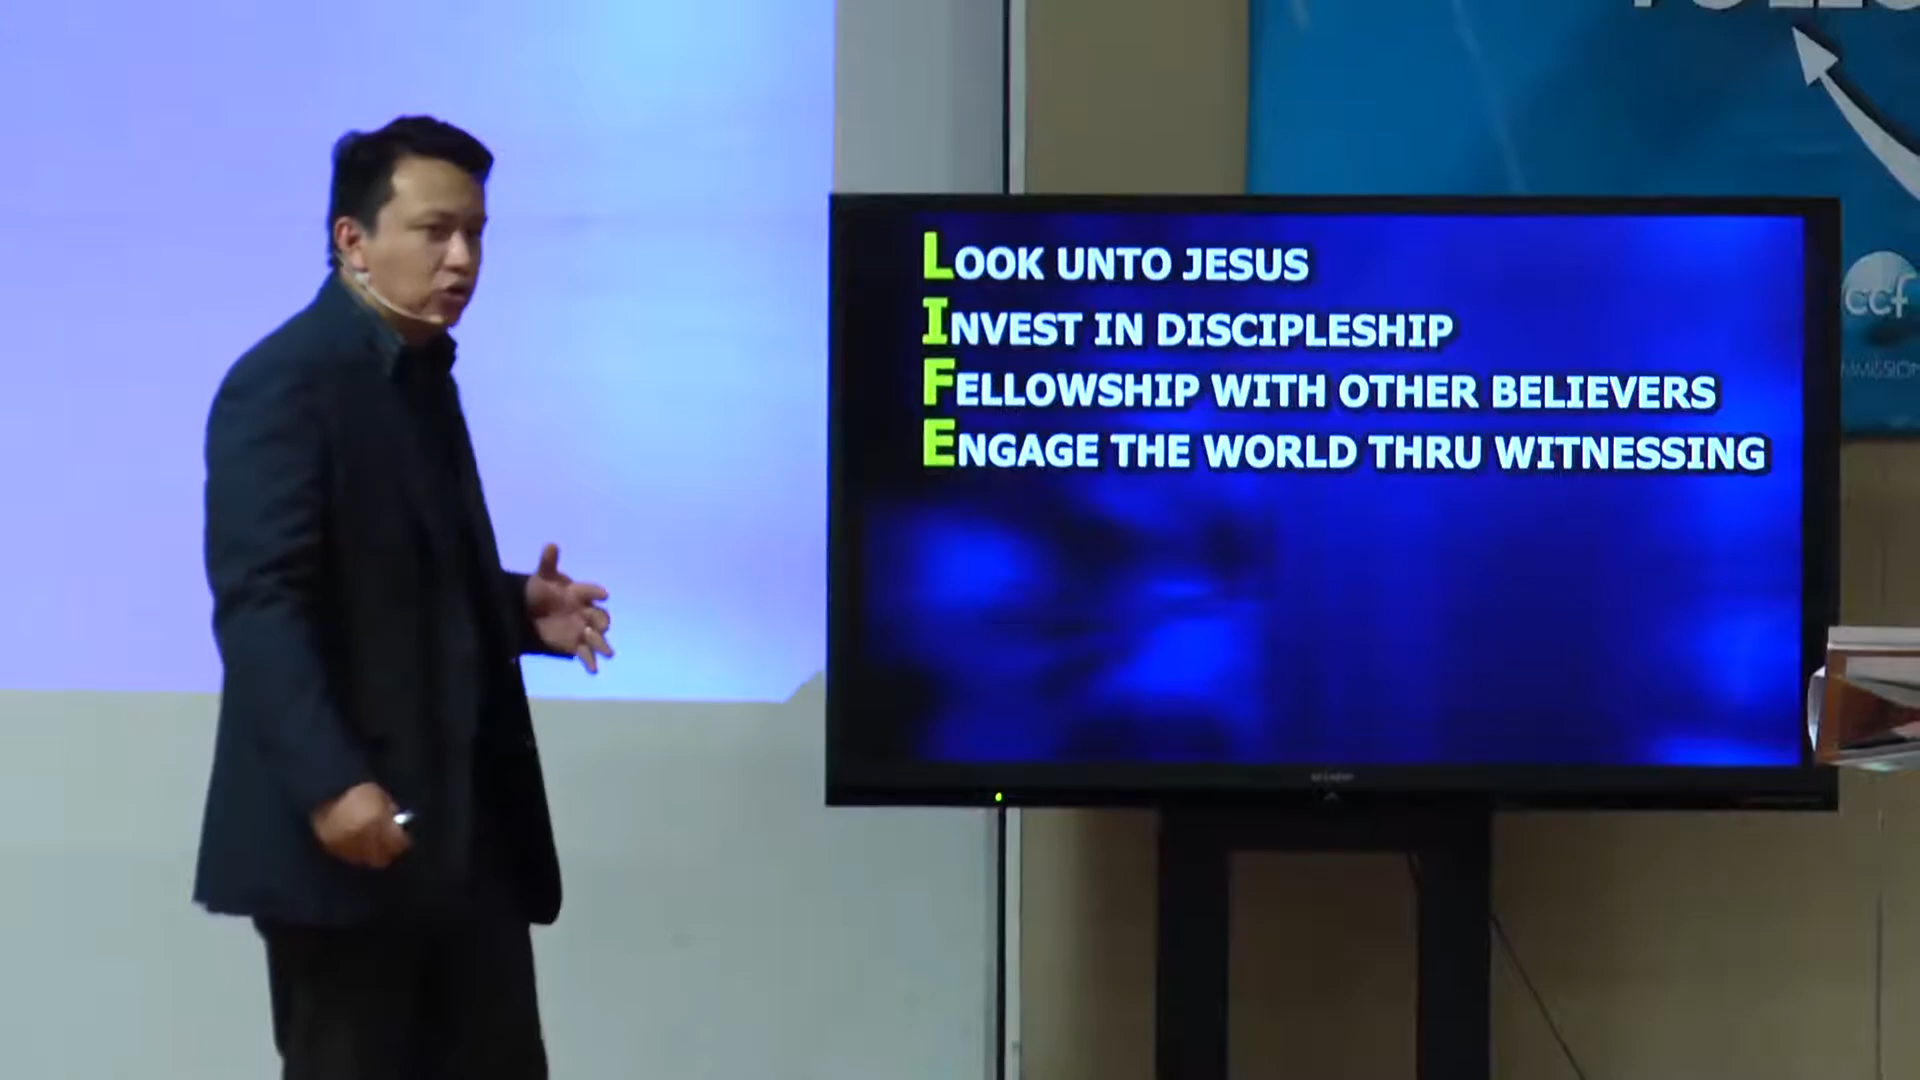 LOOK UNTO JESUS
INVEST IN DISCIPLESHIP
FELLOWSHIP WITH OTHER BELIEVERS
ENGAGE THE WORLD THRU WITNESSING
ccf